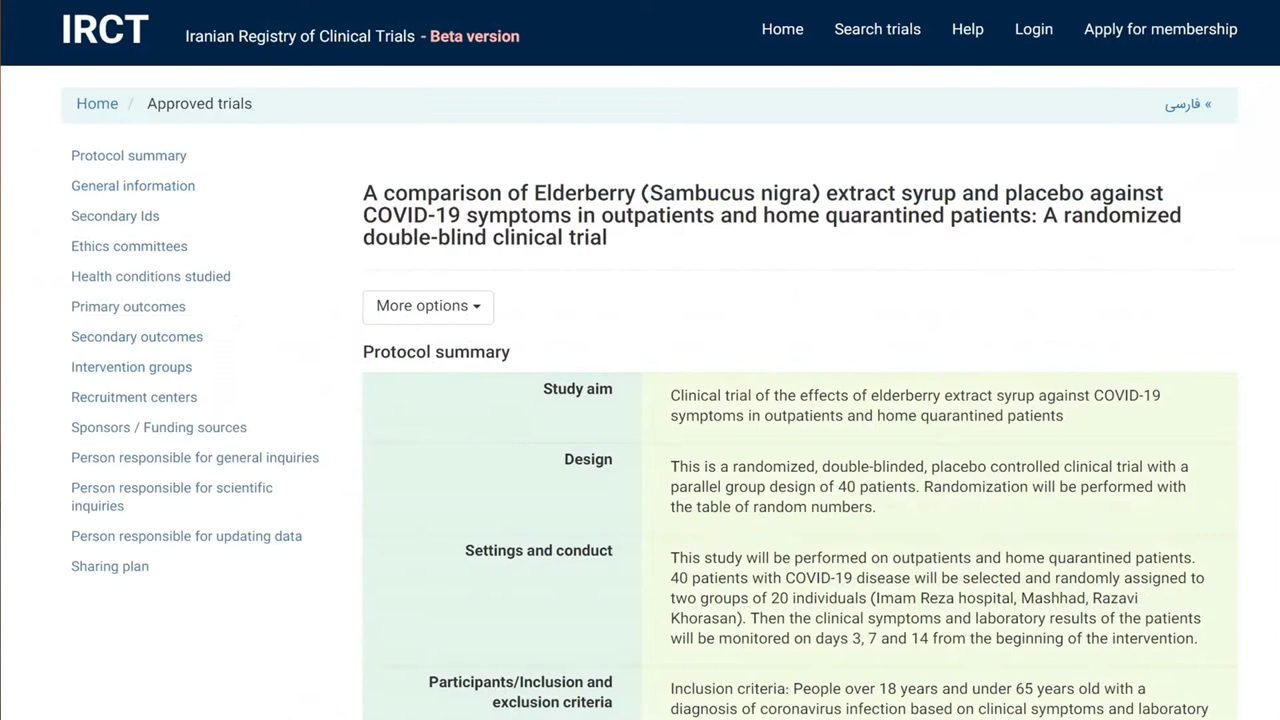 IRCT
Iranian Registry of Clinical Trials - Beta version
Home
Search trials
Help
Login
Apply for membership
Home / Approved trials
« فارسی
Protocol summary
General information
Secondary Ids
Ethics committees
Health conditions studied
Primary outcomes
Secondary outcomes
Intervention groups
Recruitment centers
Sponsors / Funding sources
Person responsible for general inquiries
Person responsible for scientific
inquiries
Person responsible for updating data
Sharing plan
A comparison of Elderberry (Sambucus nigra) extract syrup and placebo against
COVID-19 symptoms in outpatients and home quarantined patients: A randomized
double-blind clinical trial
More options
Protocol summary
Study aim
Clinical trial of the effects of elderberry extract syrup against COVID-19
symptoms in outpatients and home quarantined patients
Design
This is a randomized, double-blinded, placebo controlled clinical trial with a
parallel group design of 40 patients. Randomization will be performed with
the table of random numbers.
Settings and conduct
This study will be performed on outpatients and home quarantined patients.
40 patients with COVID-19 disease will be selected and randomly assigned to
two groups of 20 individuals (Imam Reza hospital, Mashhad, Razavi
Khorasan). Then the clinical symptoms and laboratory results of the patients
will be monitored on days 3, 7 and 14 from the beginning of the intervention.
Participants/Inclusion and
exclusion criteria
Inclusion criteria: People over 18 years and under 65 years old with a
diagnosis of coronavirus infection based on clinical symptoms and laboratory